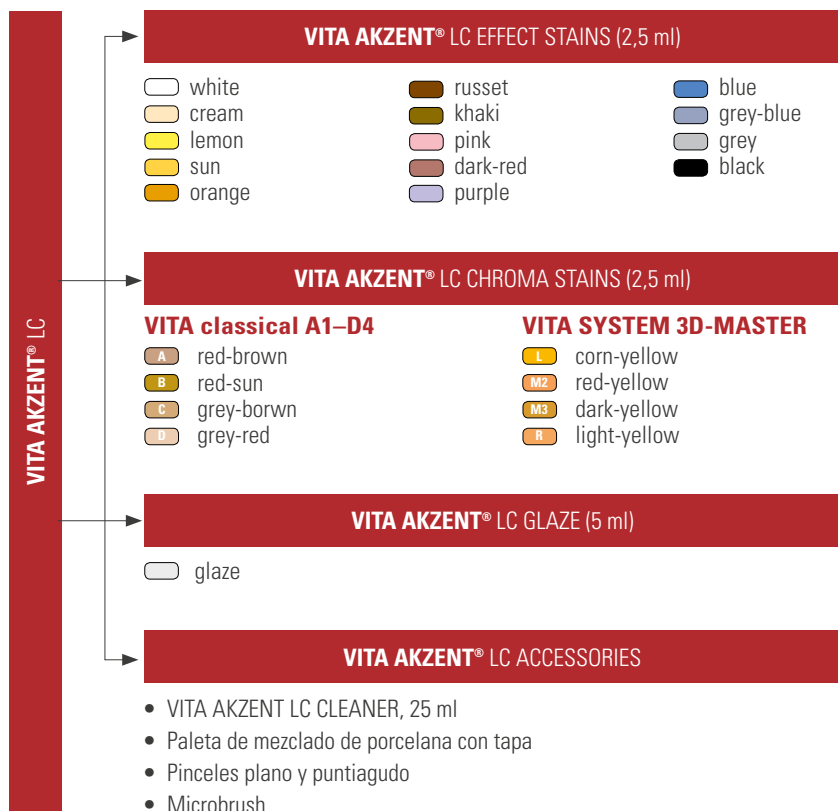 VITA AKZENT® LC
VITA AKZENT® LC EFFECT STAINS (2,5 ml)
white
cream
lemon
sun
orange
russet
khaki
pink
dark-red
purple
blue
grey-blue
grey
black
VITA AKZENT® LC CHROMA STAINS (2,5 ml)
VITA classical A1–D4
A red-brown
B red-sun
C grey-borwn
D grey-red
VITA SYSTEM 3D-MASTER
L corn-yellow
M2 red-yellow
M3 dark-yellow
R light-yellow
VITA AKZENT® LC GLAZE (5 ml)
glaze
VITA AKZENT® LC ACCESSORIES
• VITA AKZENT LC CLEANER, 25 ml
• Paleta de mezclado de porcelana con tapa
• Pinceles plano y puntiagudo
• Microbrush